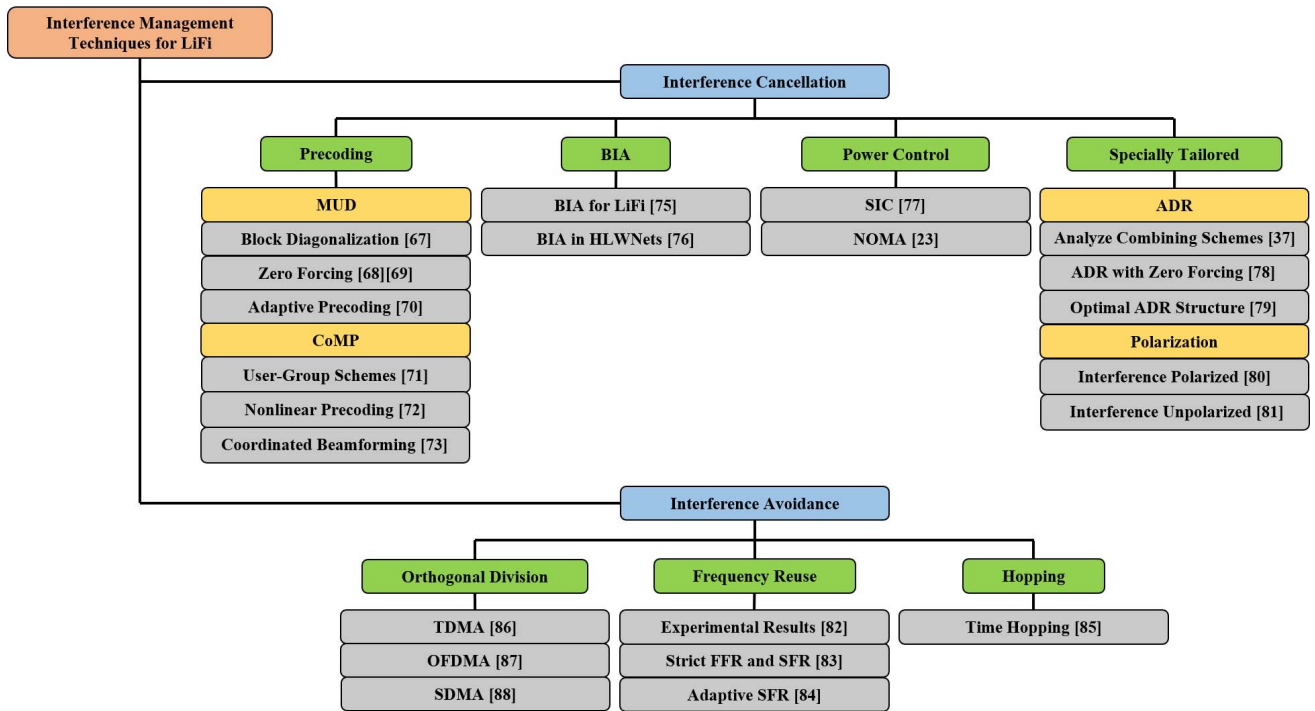 Interference Management
Techniques for LiFi
Interference Cancellation
Precoding
MUD
Block Diagonalization [67]
Zero Forcing [68][69]
Adaptive Precoding [70]
CoMP
User-Group Schemes [71]
Nonlinear Precoding [72]
Coordinated Beamforming [73]
BIA
BIA for LiFi [75]
BIA in HLWNets [76]
Power Control
SIC [77]
NOMA [23]
Specially Tailored
ADR
Analyze Combining Schemes [37]
ADR with Zero Forcing [78]
Optimal ADR Structure [79]
Polarization
Interference Polarized [80]
Interference Unpolarized [81]
Interference Avoidance
Orthogonal Division
TDMA [86]
OFDMA [87]
SDMA [88]
Frequency Reuse
Experimental Results [82]
Strict FFR and SFR [83]
Adaptive SFR [84]
Hopping
Time Hopping [85]